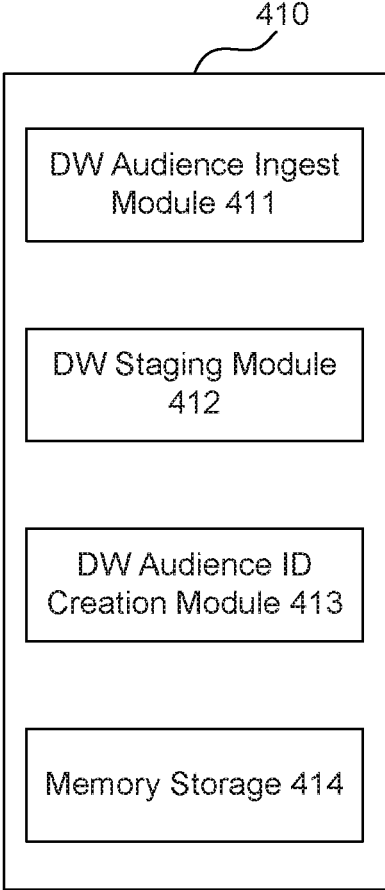 410
DW Audience Ingest
Module 411
DW Staging Module
412
DW Audience ID
Creation Module 413
Memory Storage 414